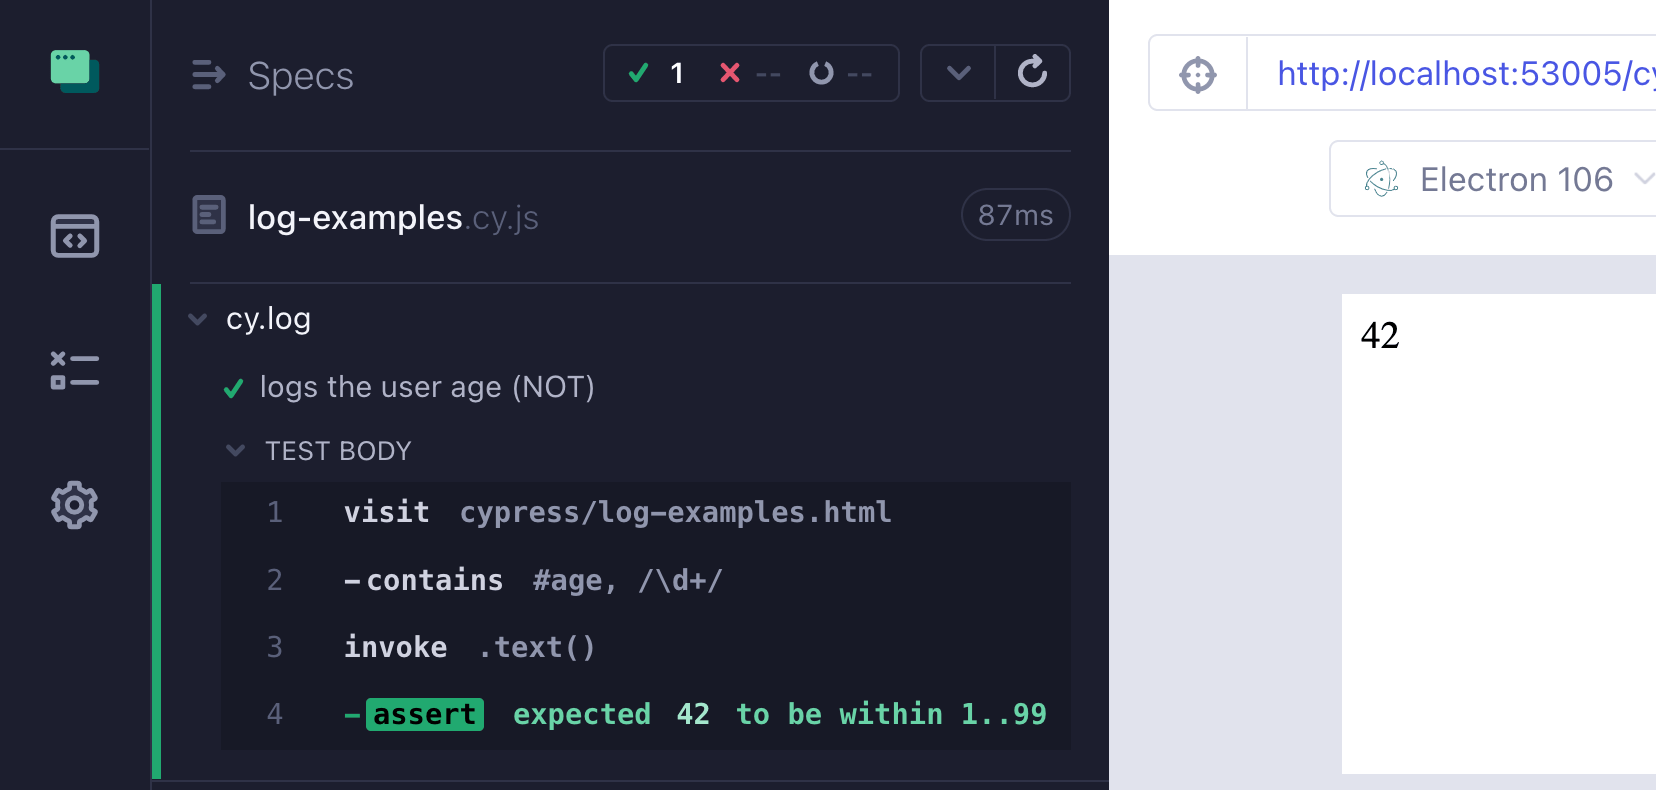 Specs
1 -- --
log-examples.cy.js
87ms
cy.log
logs the user age (NOT)
TEST BODY
1 visit cypress/log-examples.html
2 -contains #age, /\d+/
3 invoke .text()
4 -assert expected 42 to be within 1..99
http://localhost:53005/cy
Electron 106
42